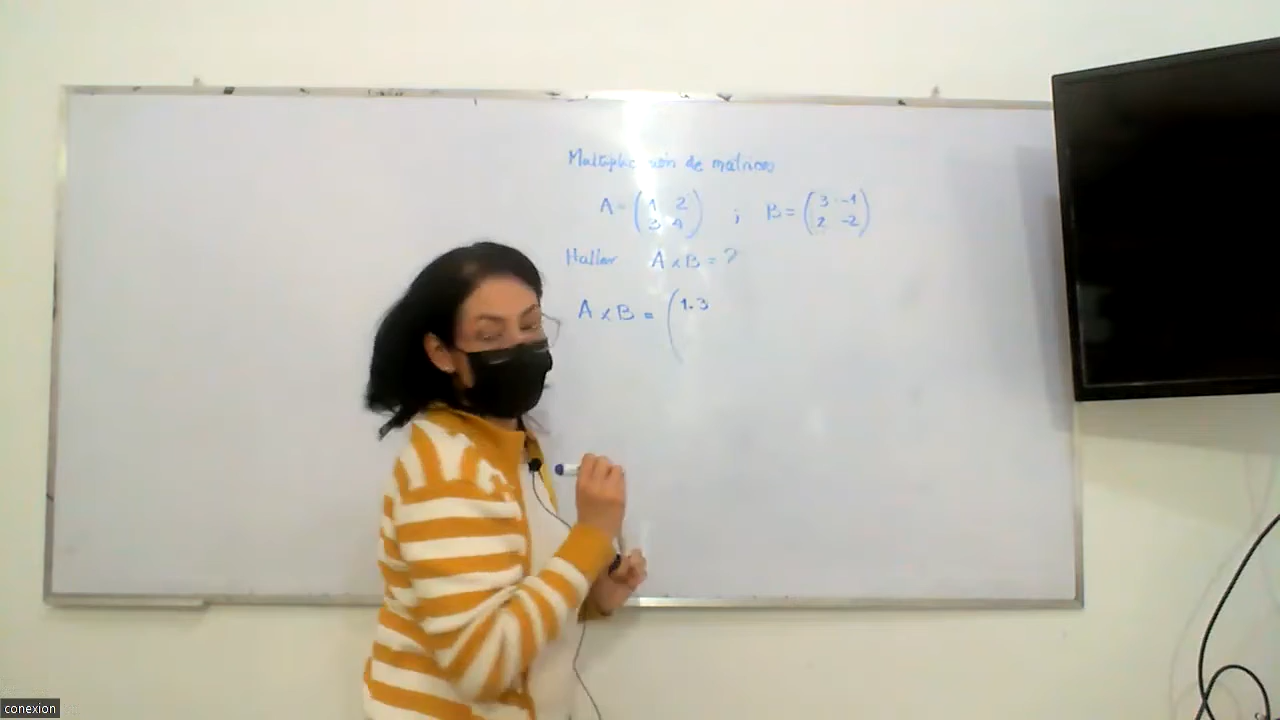 Multiplicación de matrices
A = ( 1 2 ; B = ( 3 -1
3 4 ) 2 -2 )
Hallar A x B = ?
A x B = ( 1.3
conexion